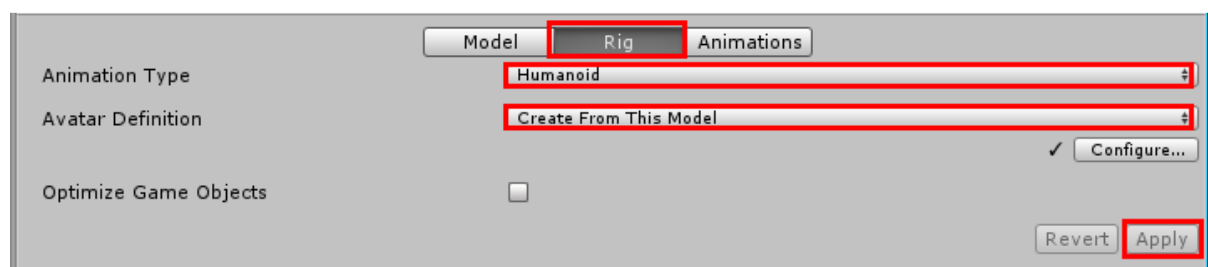 Model Rig Animations
Animation Type Humanoid
Avatar Definition Create From This Model
✓ Configure...
Optimize Game Objects
Revert Apply